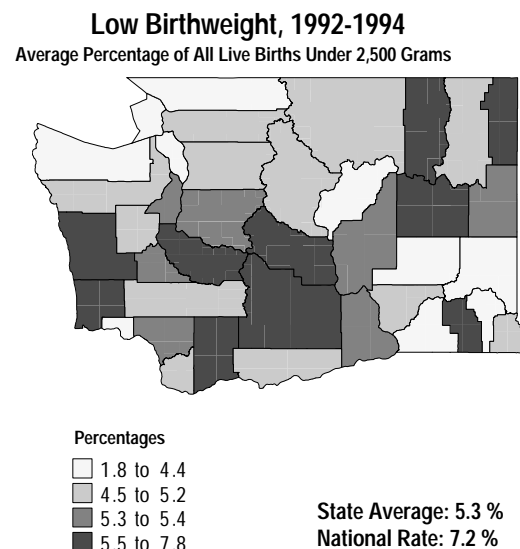 Low Birthweight, 1992-1994
Average Percentage of All Live Births Under 2,500 Grams
Percentages
1.8 to 4.4
4.5 to 5.2
5.3 to 5.4
5.5 to 7.8
State Average: 5.3 %
National Rate: 7.2 %